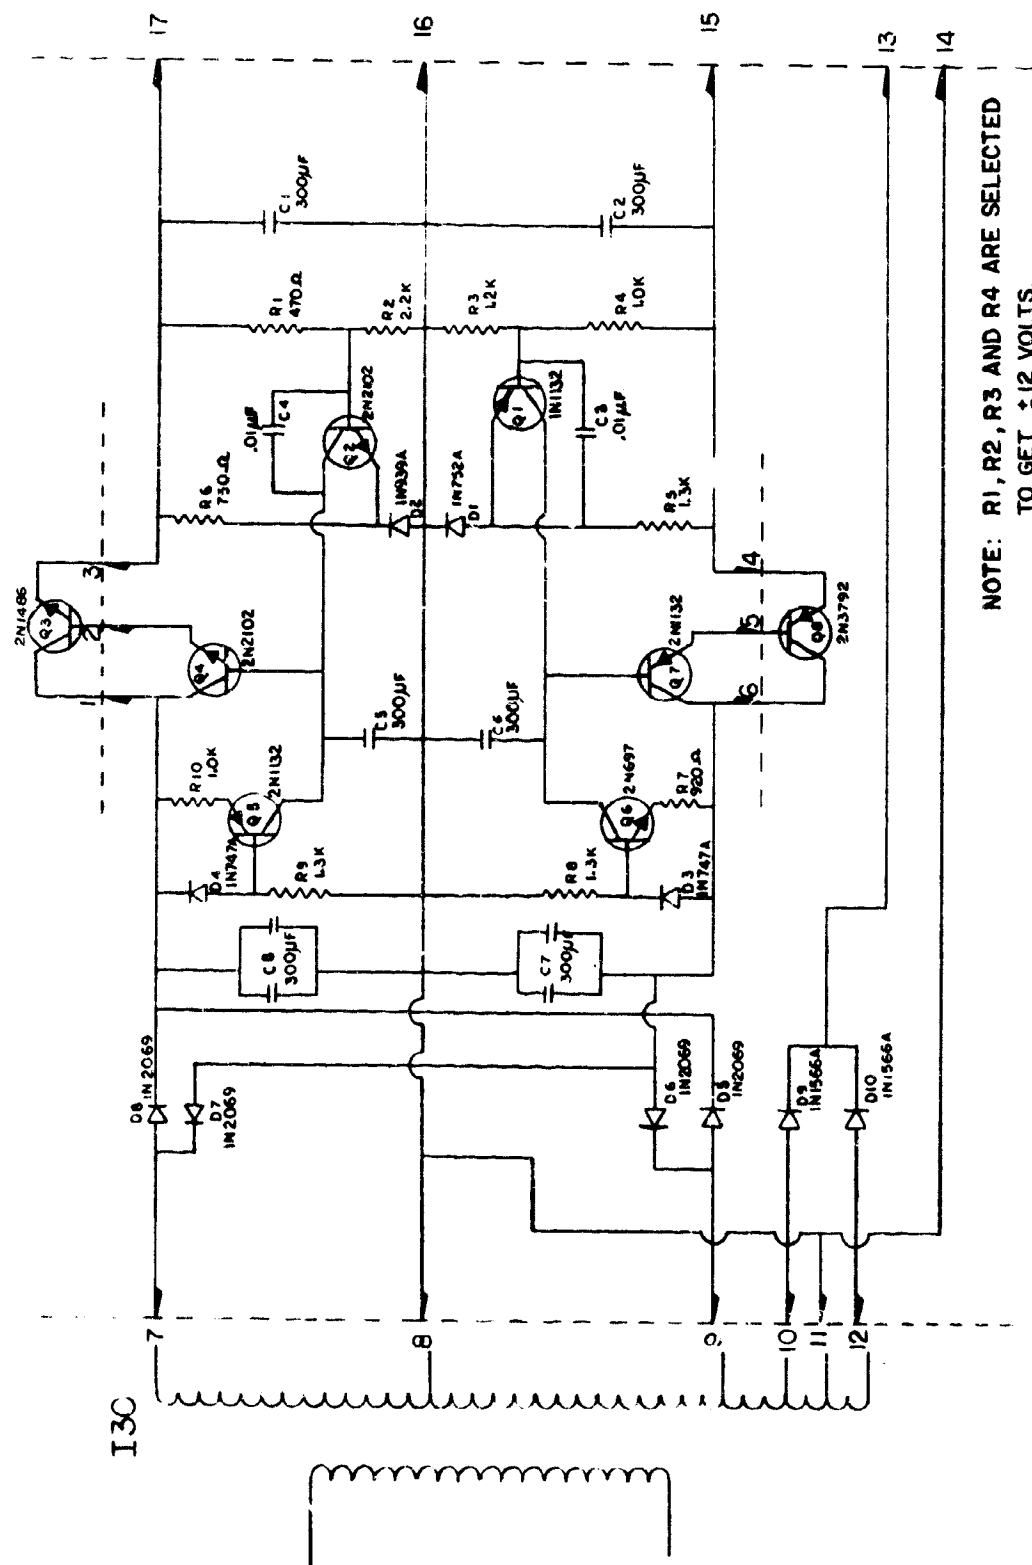 I3C
7
8
9
10
11
12
17
16
15
13
14
D8
1N2069
D7
1N2069
D6
1N2069
D5
1N2069
D9
1N1566A
D10
1N1566A
C8
300µF
C7
300µF
D4
1N747A
R9
1.3K
R8
1.3K
D3
1N747A
R10
1.0K
Q5
2N1132
Q6
2N697
R7
920Ω
C5
300µF
C6
300µF
1
2
3
2N1486
Q3
Q4
2N2102
Q7
2N1132
6
5
4
Q8
2N3792
R6
750Ω
.01µF
C4
Q2
2N2102
1N939A
D2
1N752A
D1
Q1
1N1132
C3
.01µF
R5
1.3K
R1
470Ω
R2
2.2K
R3
1.2K
R4
1.0K
C1
300µF
C2
300µF
NOTE: R1, R2, R3 AND R4 ARE SELECTED
TO GET ±12 VOLTS